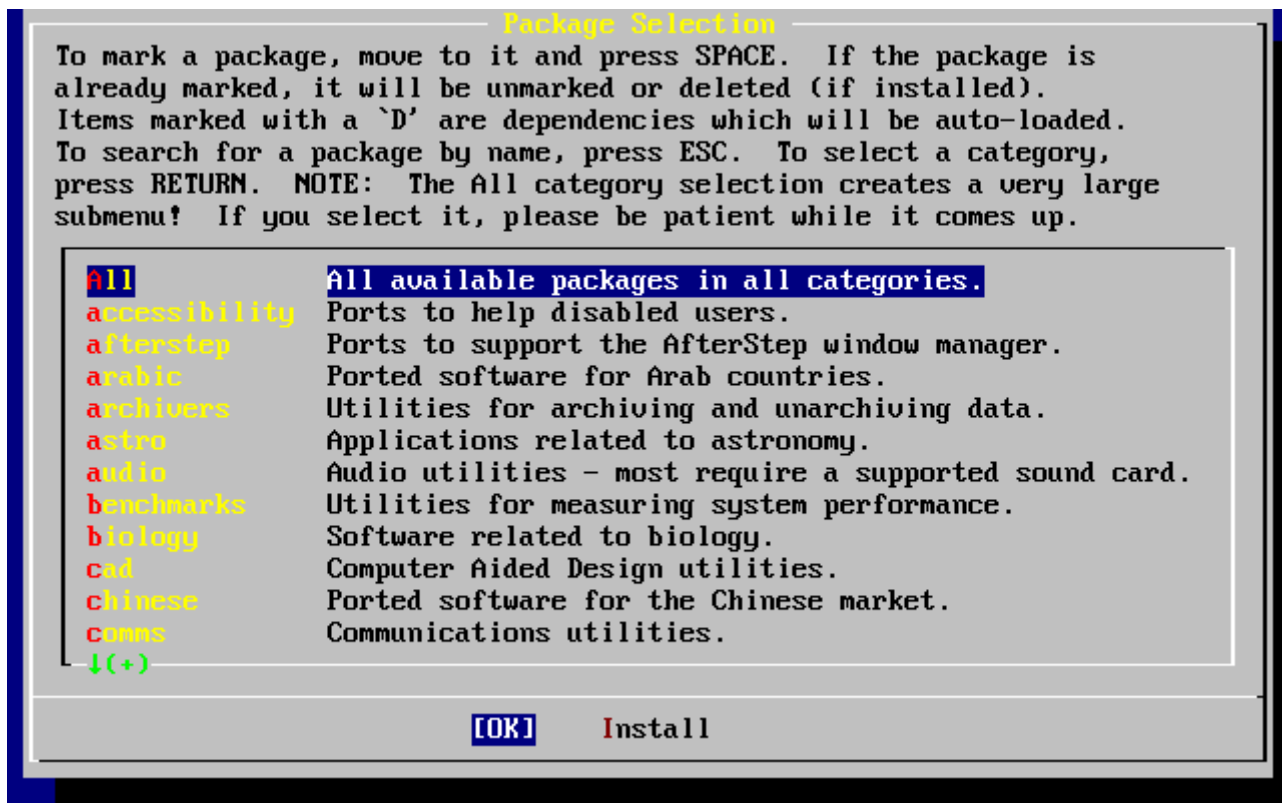 Package Selection
To mark a package, move to it and press SPACE.  If the package is
already marked, it will be unmarked or deleted (if installed).
Items marked with a `D' are dependencies which will be auto-loaded.
To search for a package by name, press ESC.  To select a category,
press RETURN.  NOTE:  The All category selection creates a very large
submenu!  If you select it, please be patient while it comes up.
All All available packages in all categories.
accessibility Ports to help disabled users.
afterstep Ports to support the AfterStep window manager.
arabic Ported software for Arab countries.
archivers Utilities for archiving and unarchiving data.
astro Applications related to astronomy.
audio Audio utilities - most require a supported sound card.
benchmarks Utilities for measuring system performance.
biology Software related to biology.
cad Computer Aided Design utilities.
chinese Ported software for the Chinese market.
comms Communications utilities.
↓(+)
[OK] Install